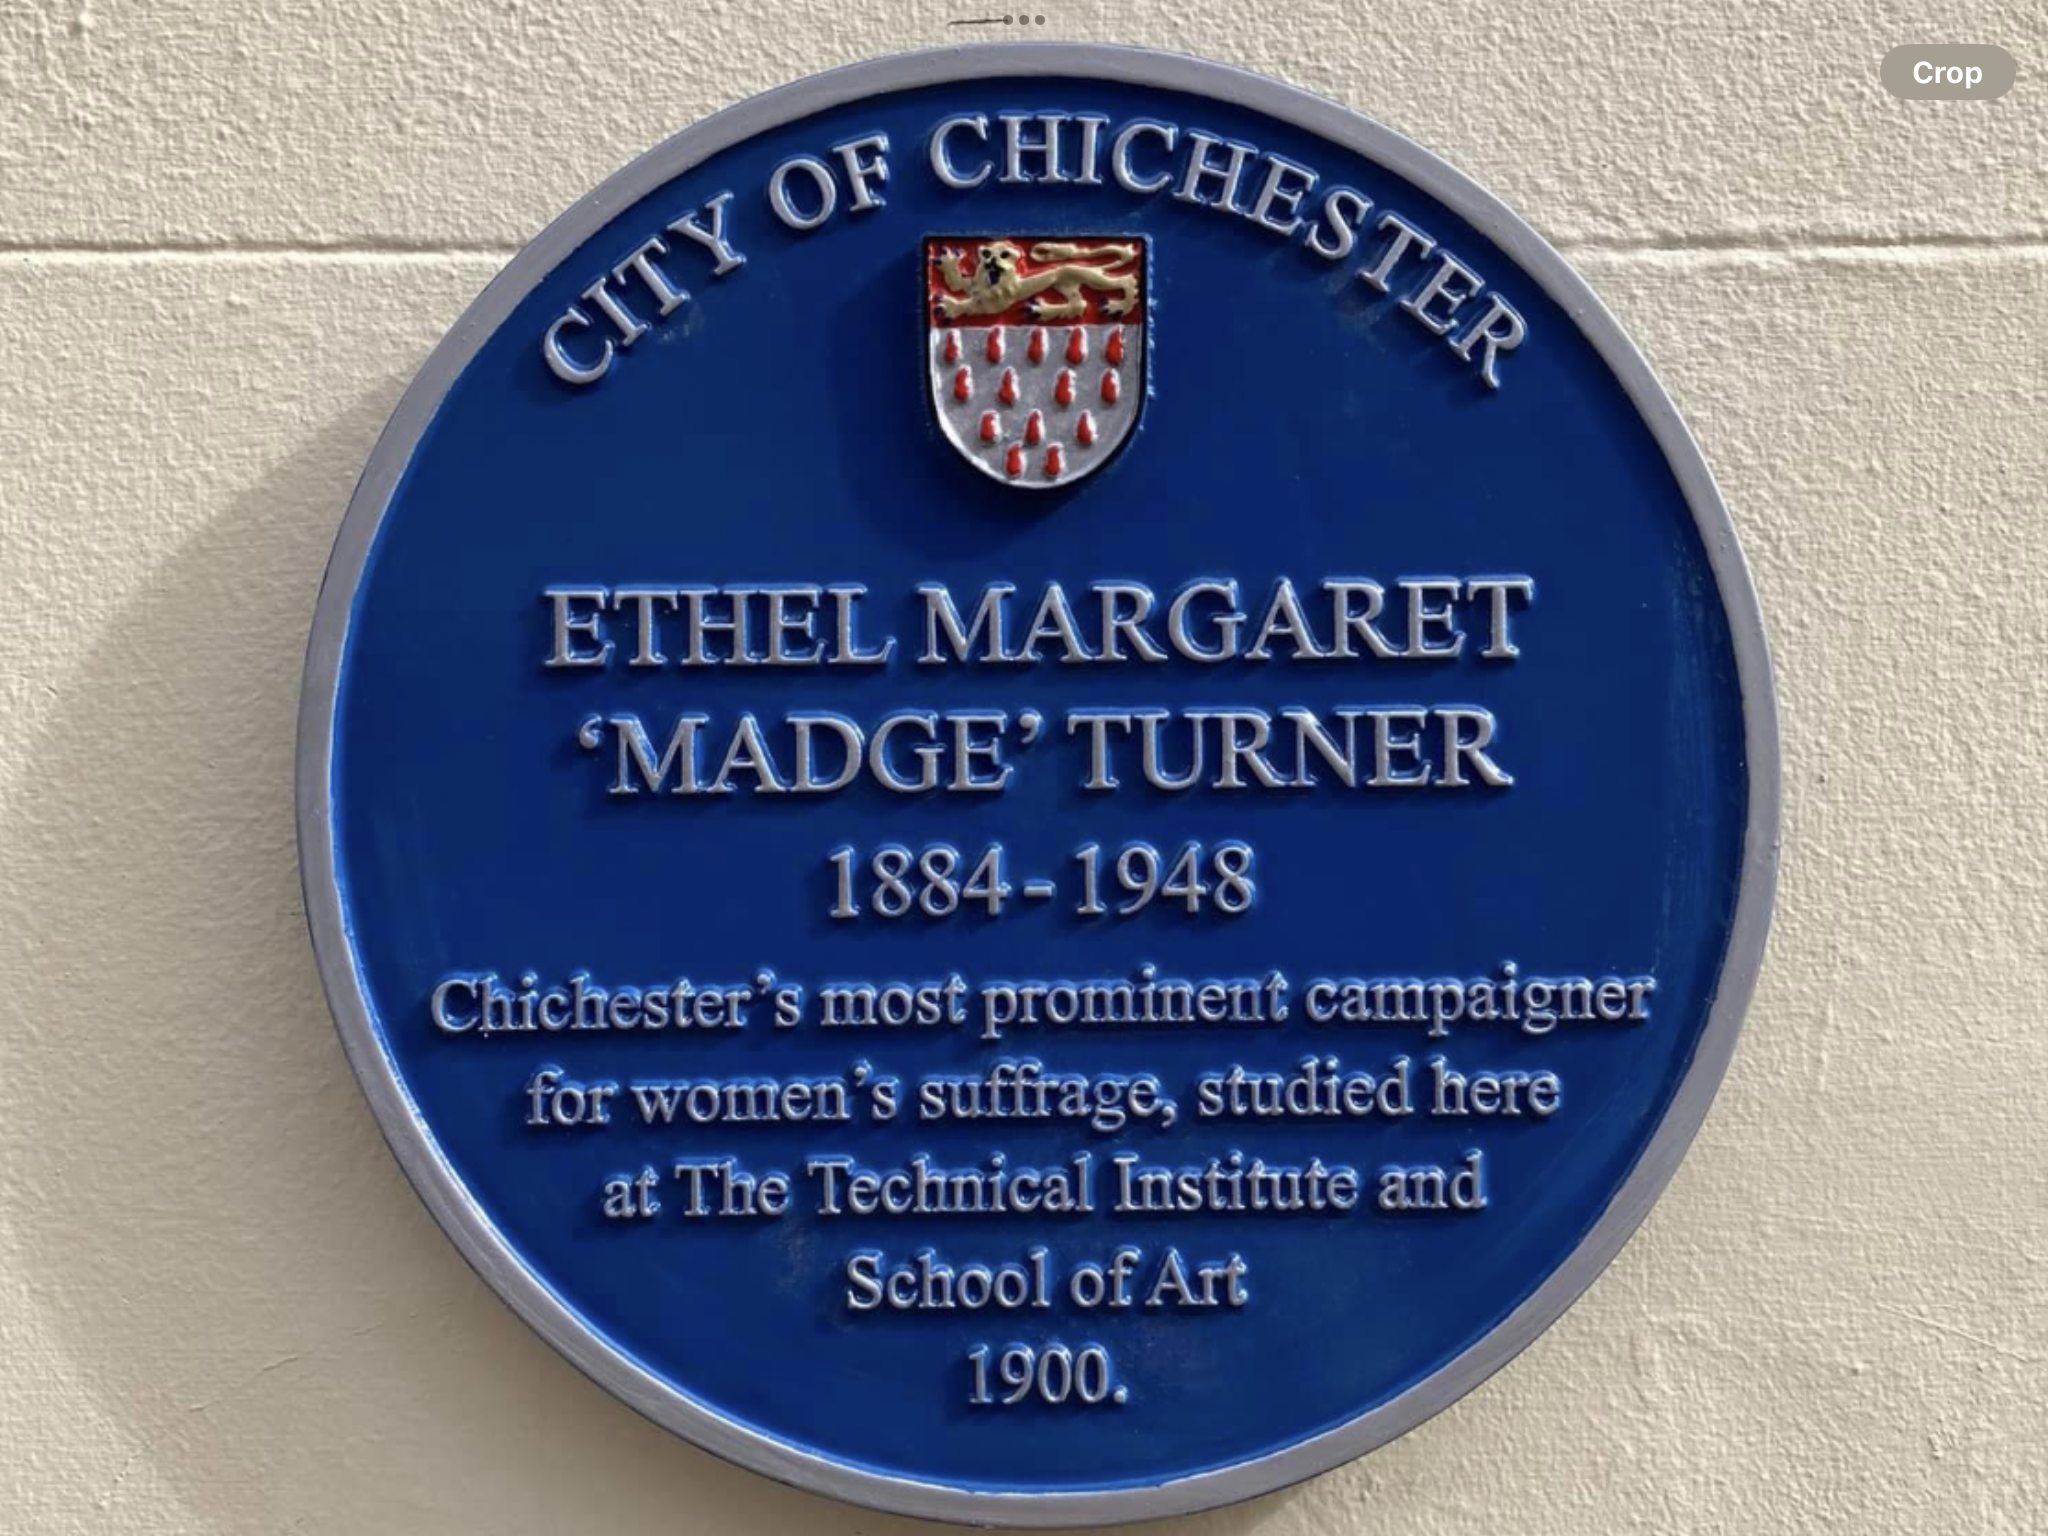 Crop
CITY OF CHICHESTER
ETHEL MARGARET
‘MADGE’ TURNER
1884-1948
Chichester’s most prominent campaigner
for women’s suffrage, studied here
at The Technical Institute and
School of Art
1900.